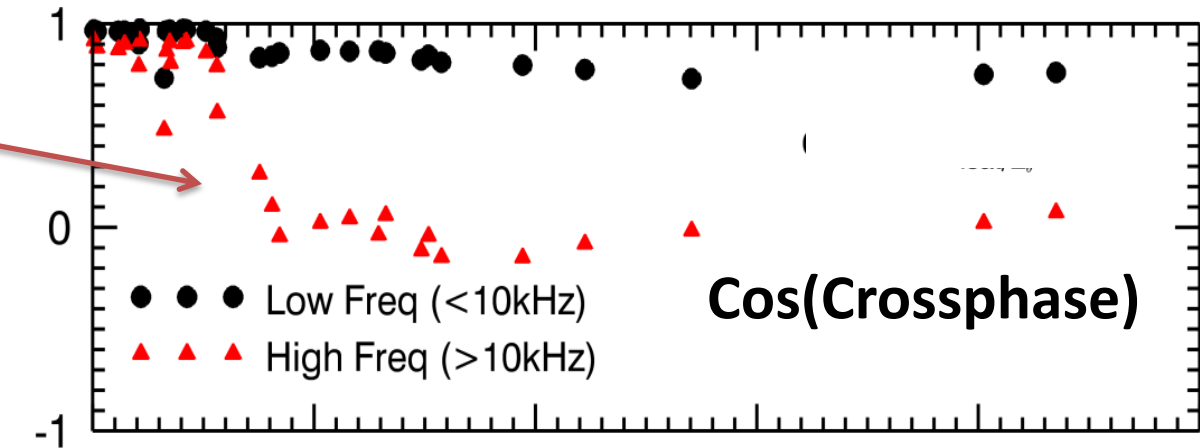 1
0
Low Freq (<10kHz)
Cos(Crossphase)
High Freq (>10kHz)
-1